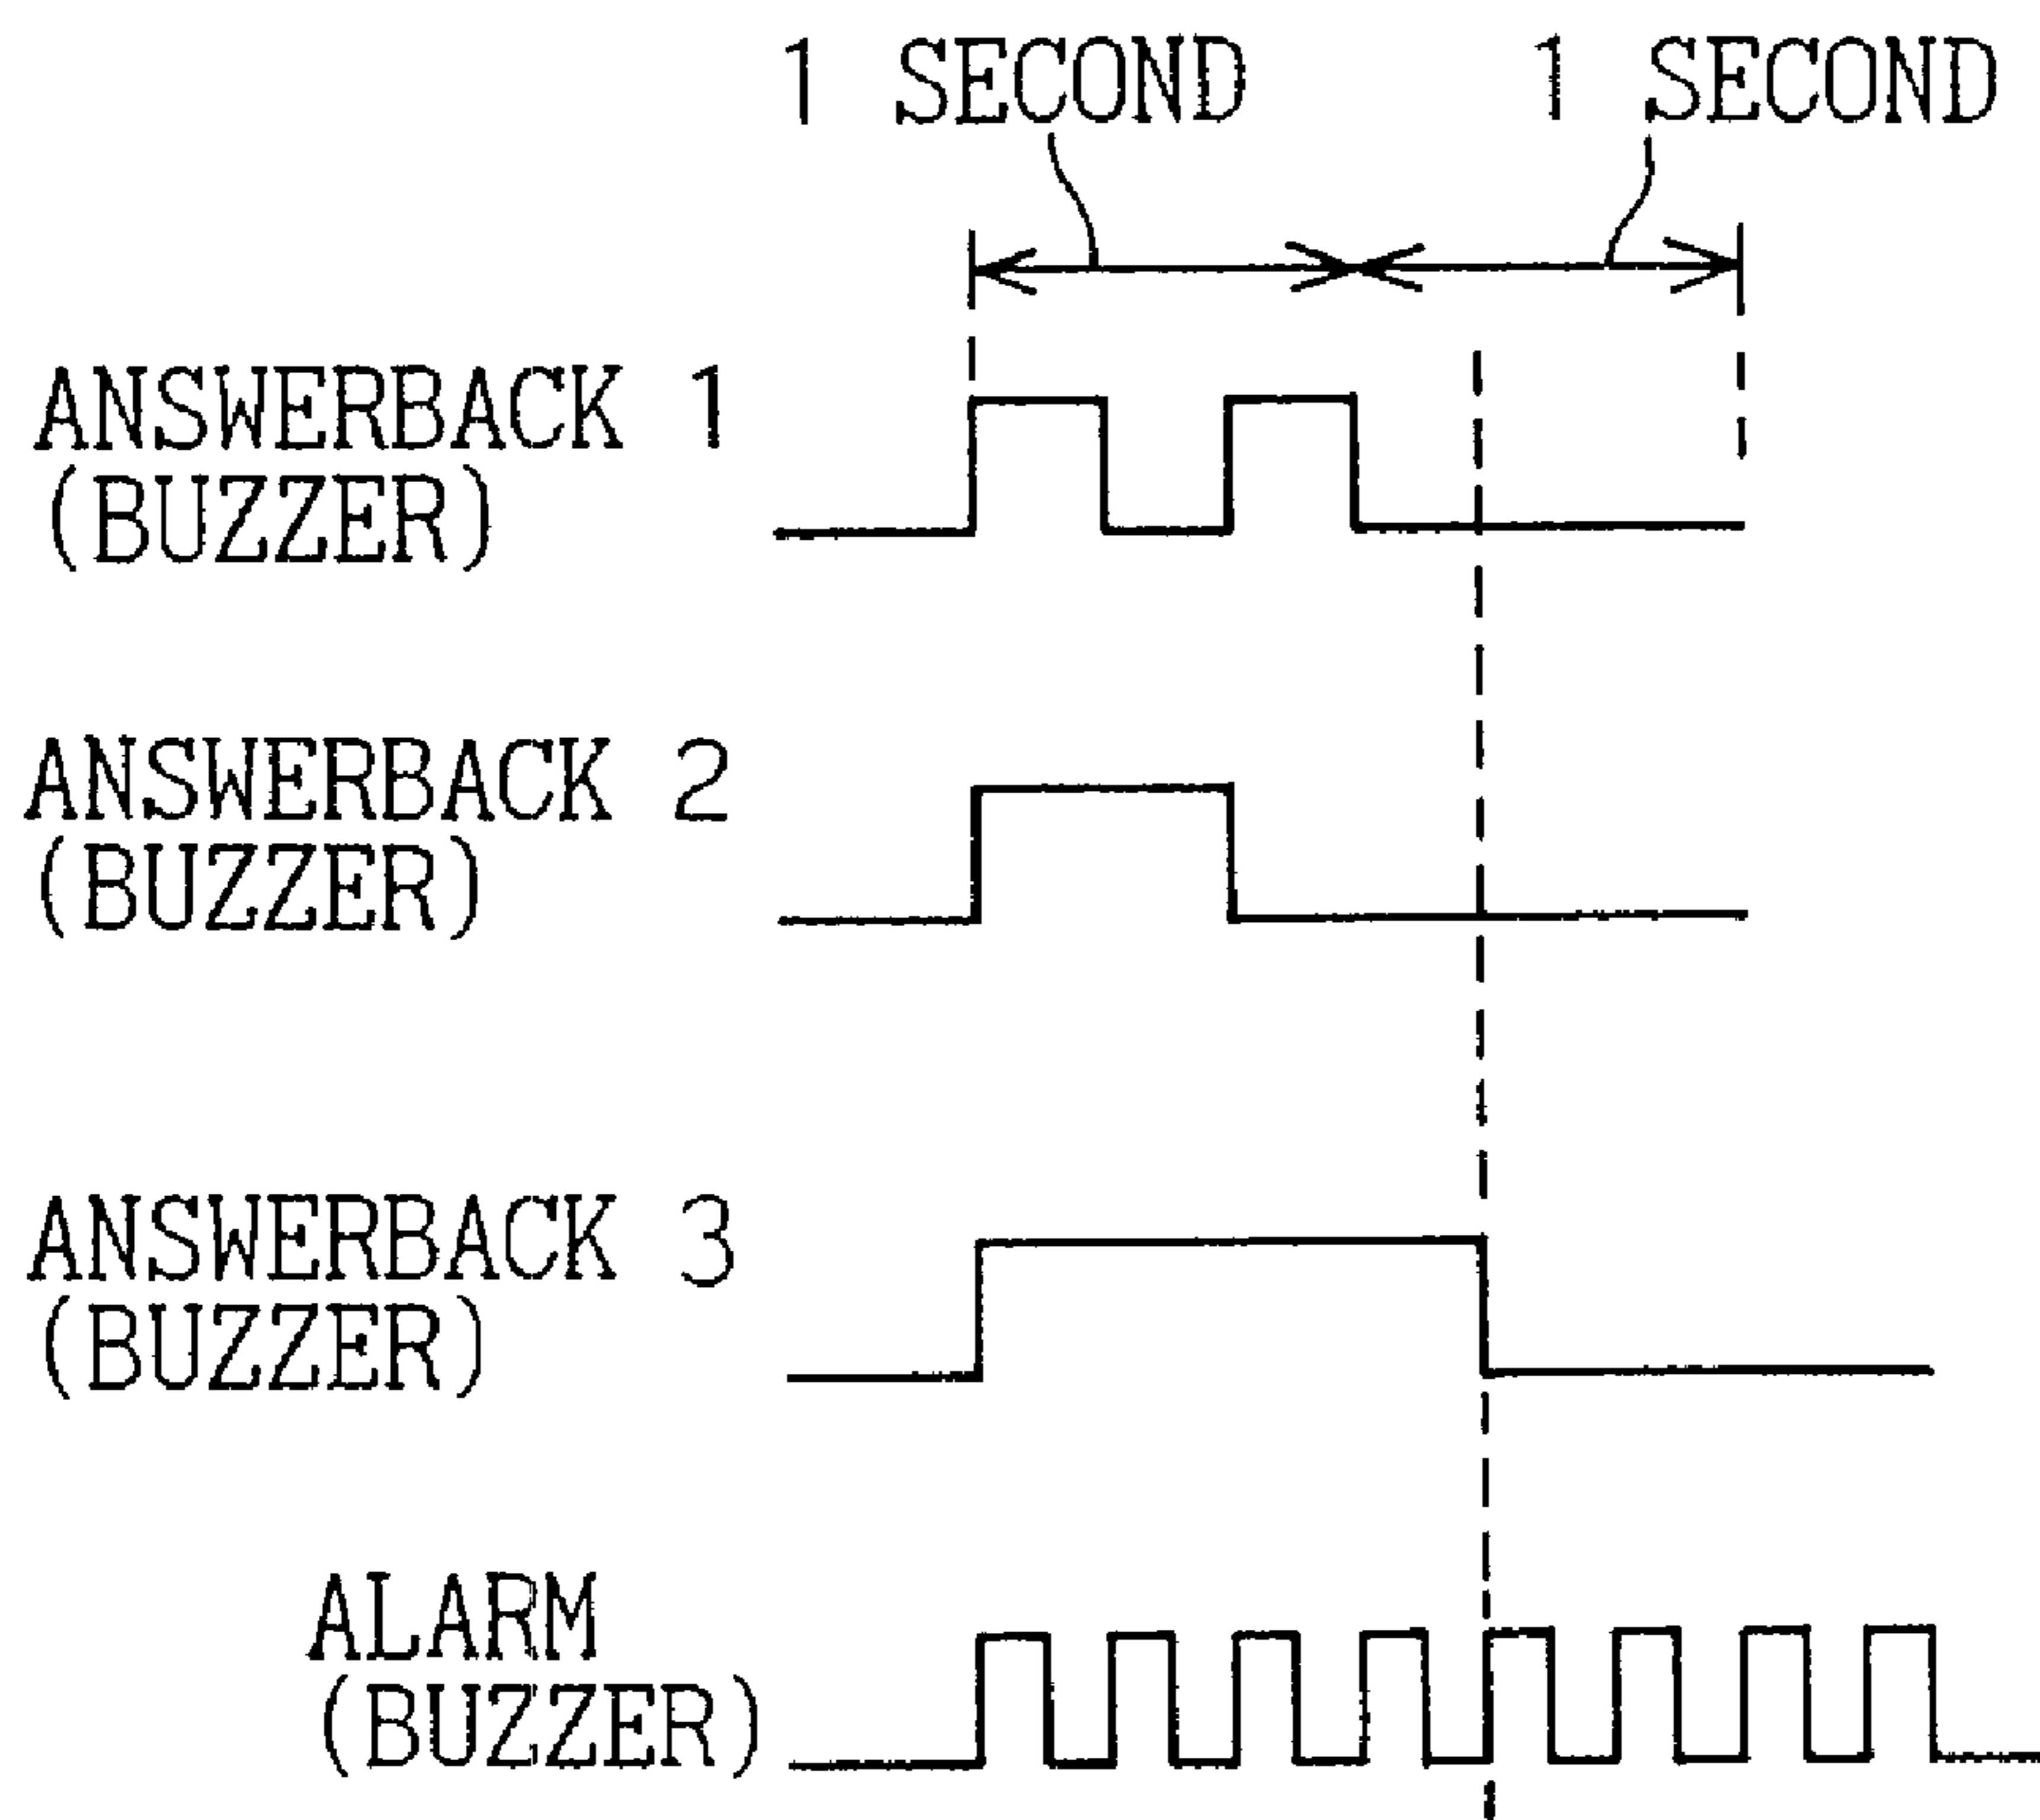 1 SECOND 1 SECOND
ANSWERBACK 1
(BUZZER)
ANSWERBACK 2
(BUZZER)
ANSWERBACK 3
(BUZZER)
ALARM
(BUZZER)